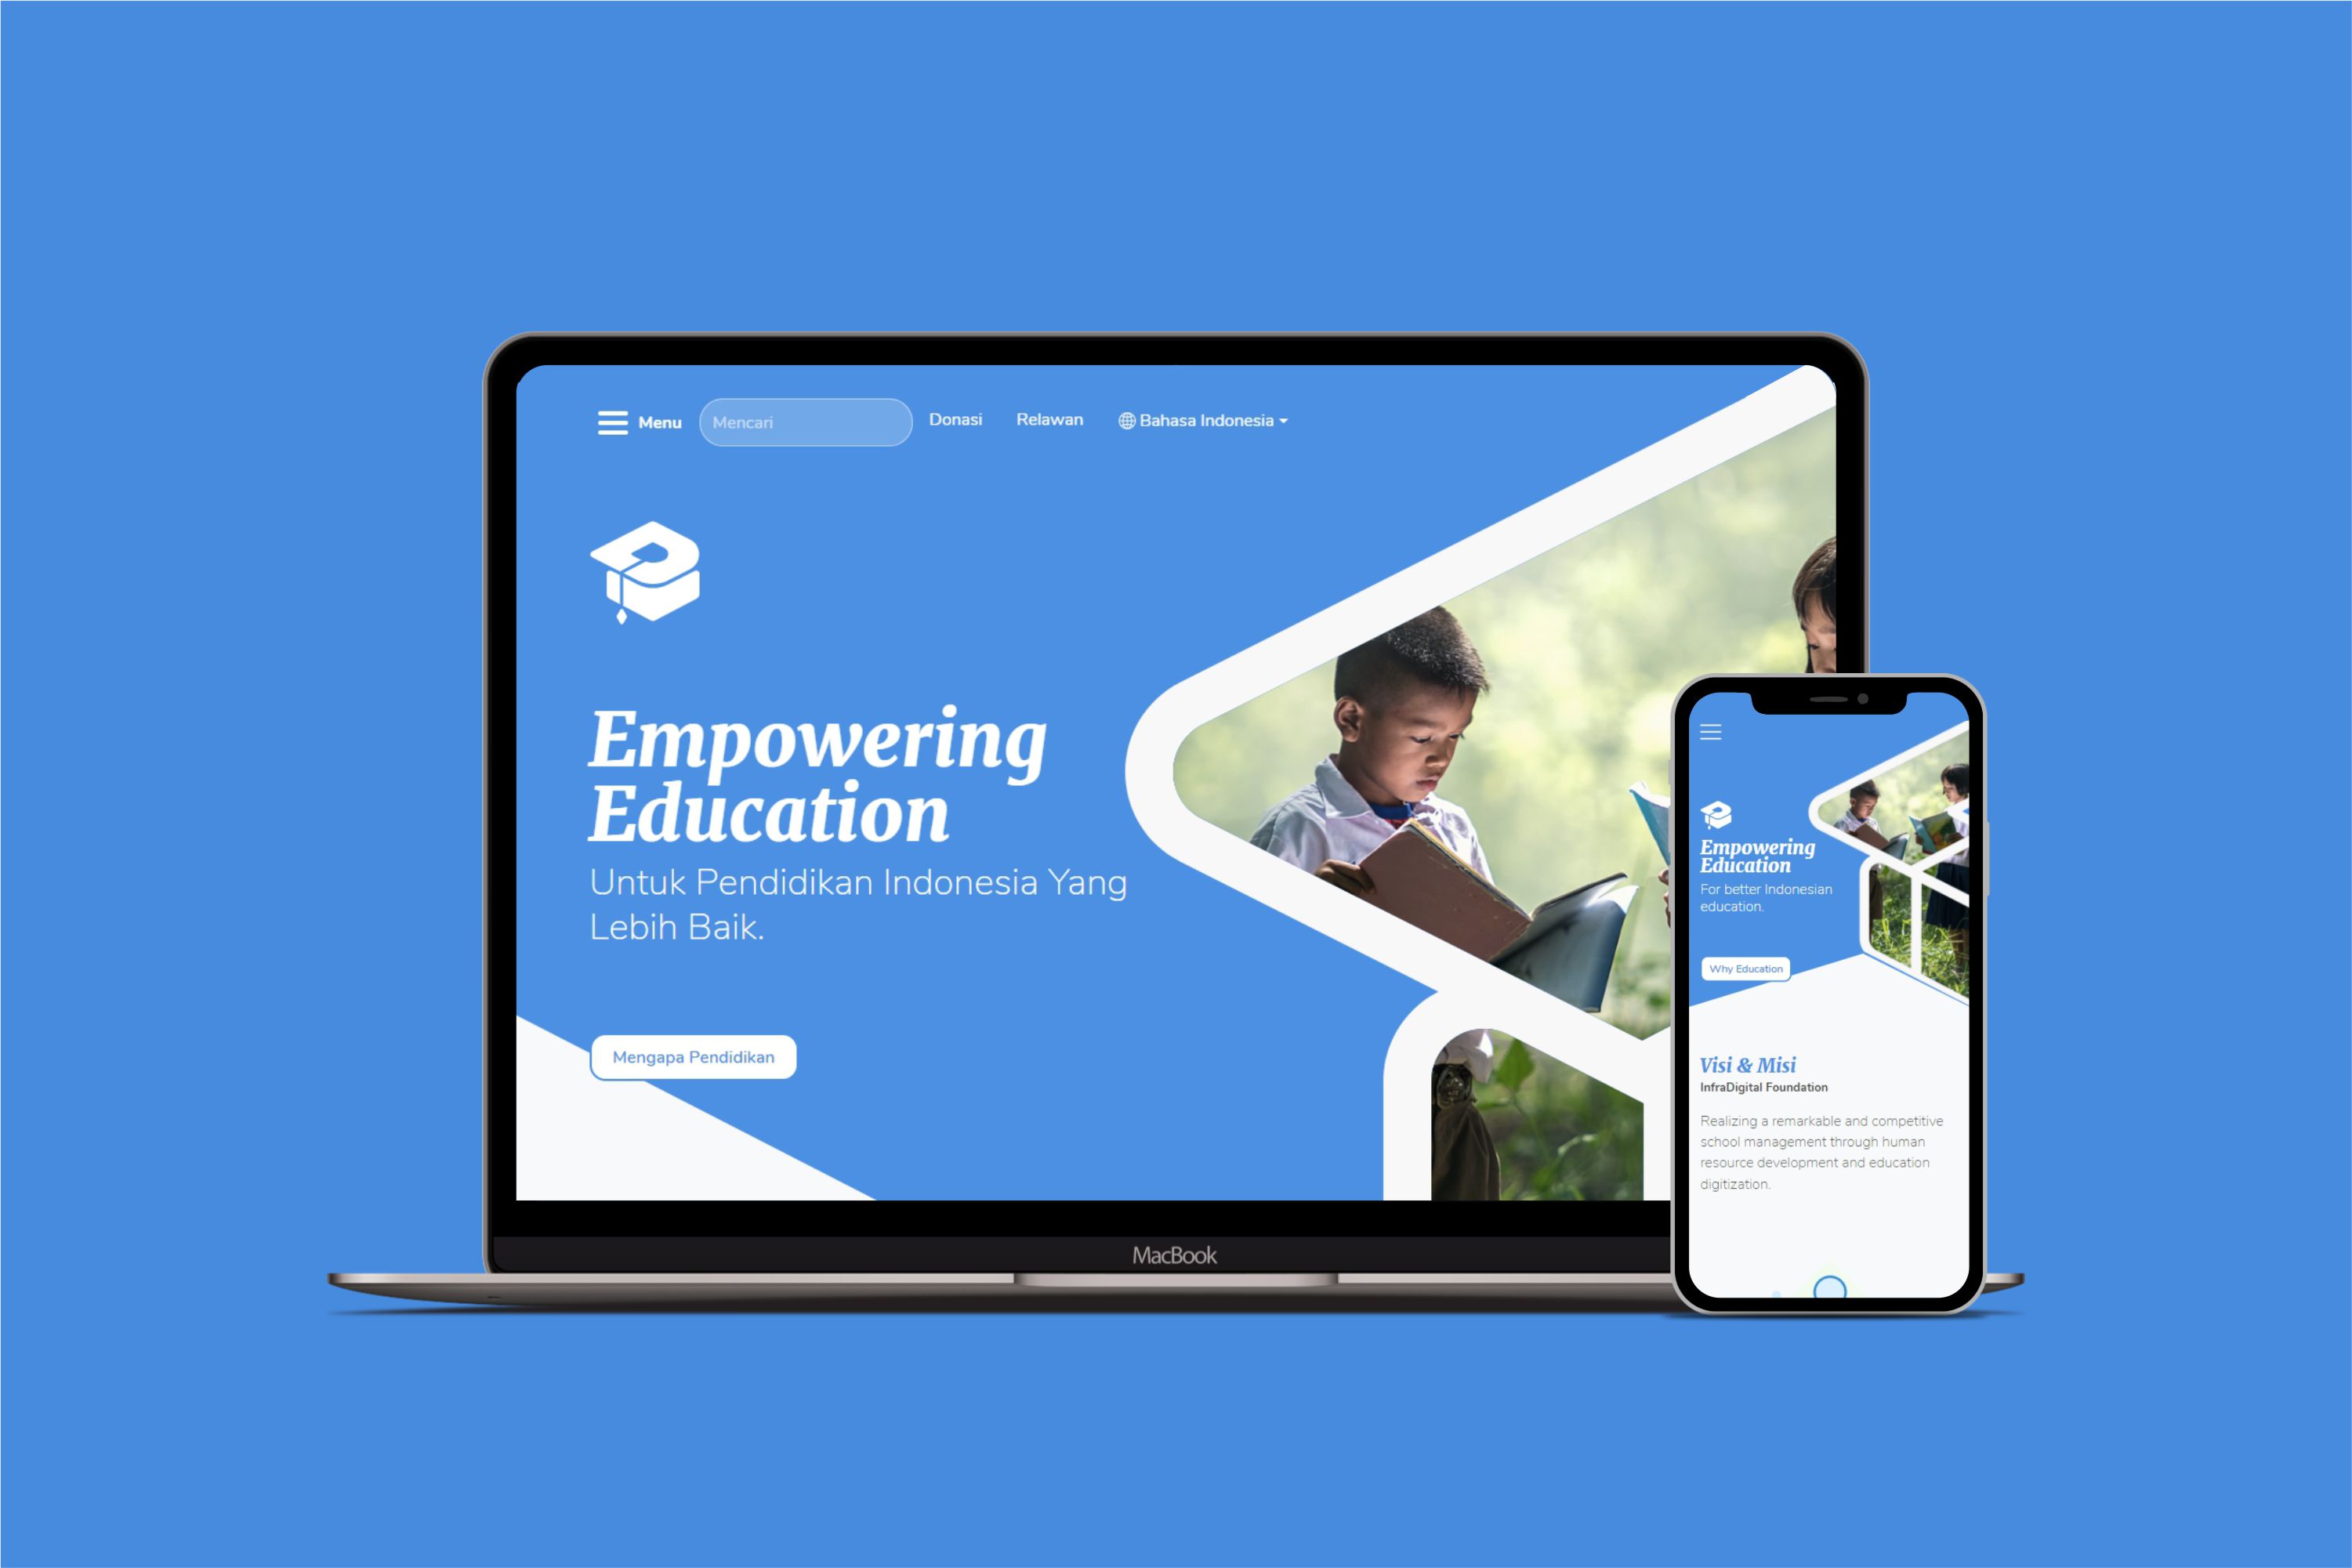 Menu
Mencari
Donasi
Relawan
Bahasa Indonesia
Empowering
Education
Untuk Pendidikan Indonesia Yang
Lebih Baik.
Mengapa Pendidikan
MacBook
Empowering
Education
For better Indonesian
education.
Why Education
Visi & Misi
InfraDigital Foundation
Realizing a remarkable and competitive
school management through human
resource development and education
digitization.